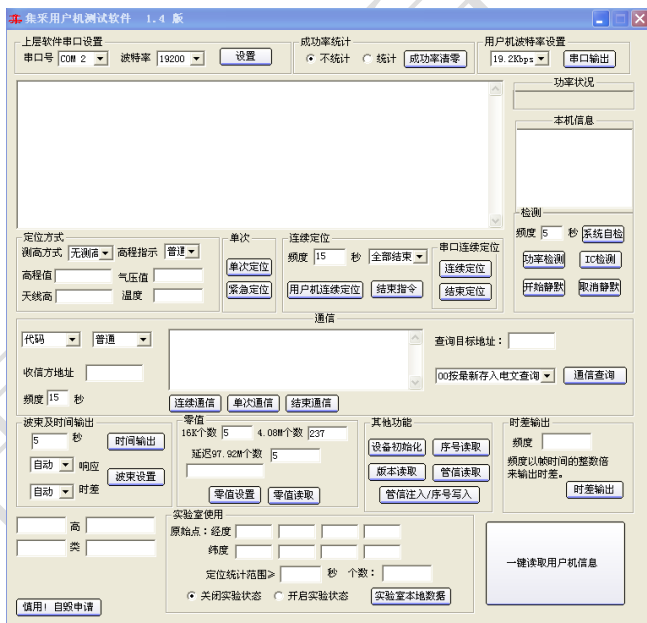 集采用户机测试软件 1.4 版
上层软件串口设置
串口号 COM 2 波特率 19200 设置
成功率统计
不统计 统计 成功率清零
用户机波特率设置
19.2Kbps 串口输出
功率状况
本机信息
检测
频度 5 秒 系统自检
功率检测 IC检测
开始静默 取消静默
定位方式
测高方式 无测高 高程指示 普通
高程值 气压值
天线高 温度
单次
单次定位
紧急定位
连续定位
频度 15 秒 全部结束
用户机连续定位 结束指令
串口连续定位
连续定位
结束定位
通信
代码 普通
收信方地址
频度 15 秒
连续通信 单次通信 结束通信
查询目标地址：
00按最新存入电文查询 通信查询
波束及时间输出
5 秒 时间输出
自动 响应
波束设置
自动 时差
零值
16K个数 5 4.08M个数 237
延迟97.92M个数 5
零值设置 零值读取
其他功能
设备初始化 序号读取
版本读取 管信读取
管信注入/序号写入
时差输出
频度
频度以帧时间的整数倍
来输出时差。
时差输出
高
类
慎用! 自毁申请
实验室使用
原始点：经度
纬度
定位统计范围≥ 秒 个数：
关闭实验状态 开启实验状态 实验室本地数据
一键读取用户机信息